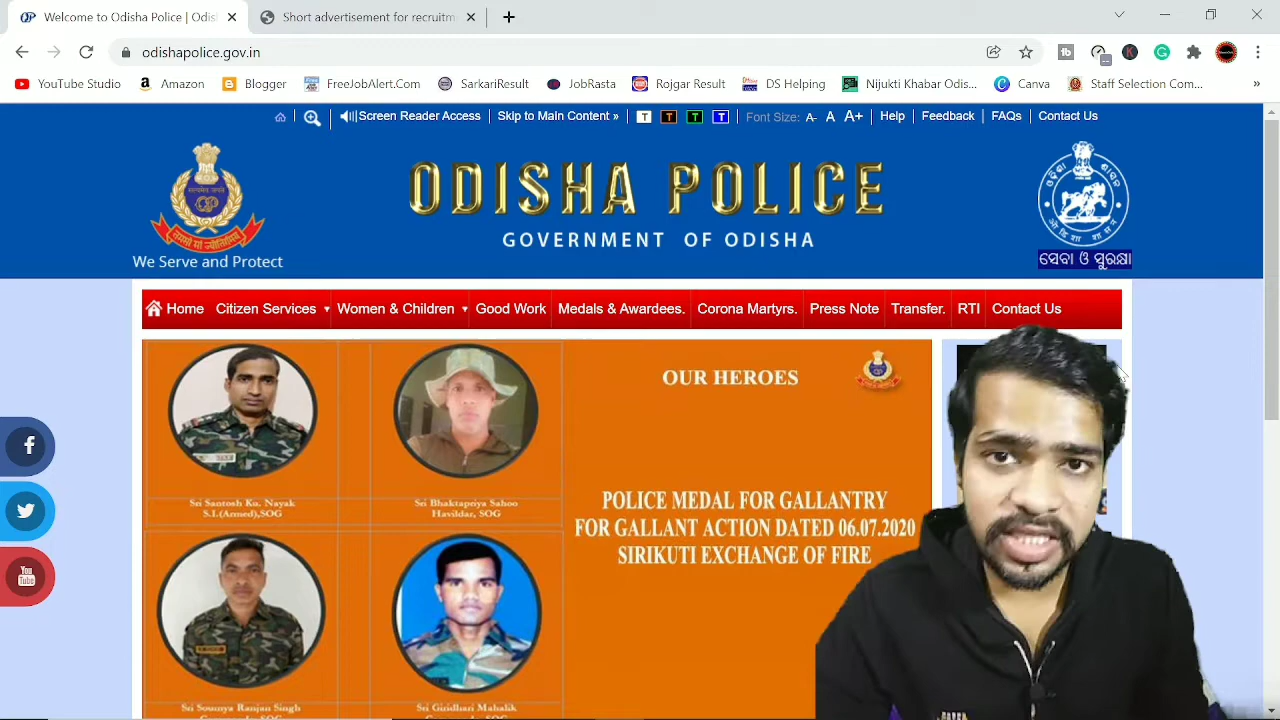 Welcome to Odisha Police | Odis
Short advertisement for recruitm
odishapolice.gov.in
YouTube Studio
Amazon
Blogger
FreeJobAlert.Com
SarkariResult
JobRasta
Rojgar Result
DS Helping
Nijukti Khabar Odis...
Canva
Staff Selection Com...
»
Screen Reader Access
Skip to Main Content »
T T T T
Font Size: A- A A+
Help
Feedback
FAQs
Contact Us
ODISHA POLICE
GOVERNMENT OF ODISHA
We Serve and Protect
ସେବା ଓ ସୁରକ୍ଷା
Home
Citizen Services
Women & Children
Good Work
Medals & Awardees.
Corona Martyrs.
Press Note
Transfer.
RTI
Contact Us
OUR HEROES
Sri Santosh Ku. Nayak
S.I.(Armed),SOG
Sri Bhaktapriya Sahoo
Havildar, SOG
POLICE MEDAL FOR GALLANTRY
FOR GALLANT ACTION DATED 06.07.2020
SIRIKUTI EXCHANGE OF FIRE
You
Tube
Sri Soumya Ranjan Singh
Sri Giridhari Mahalik